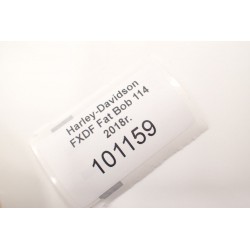 Harley-Davidson
FXDF Fat Bob 114
2018r.
101159